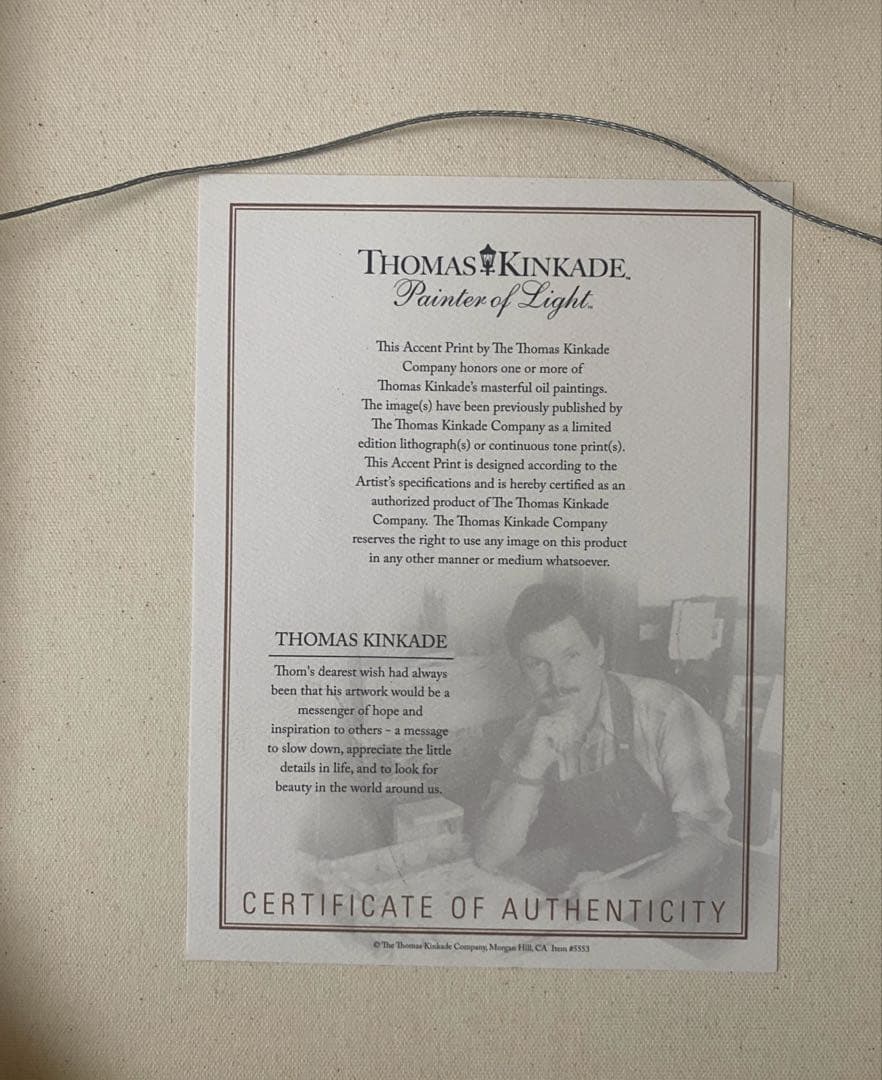 THOMAS KINKADE™
Painter of Light™
This Accent Print by The Thomas Kinkade
Company honors one or more of
Thomas Kinkade's masterful oil paintings.
The image(s) have been previously published by
The Thomas Kinkade Company as a limited
edition lithograph(s) or continuous tone print(s).
This Accent Print is designed according to the
Artist's specifications and is hereby certified as an
authorized product of The Thomas Kinkade
Company. The Thomas Kinkade Company
reserves the right to use any image on this product
in any other manner or medium whatsoever.
THOMAS KINKADE
Thom's dearest wish had always
been that his artwork would be a
messenger of hope and
inspiration to others - a message
to slow down, appreciate the little
details in life, and to look for
beauty in the world around us.
CERTIFICATE OF AUTHENTICITY
© The Thomas Kinkade Company, Morgan Hill, CA Item #5553